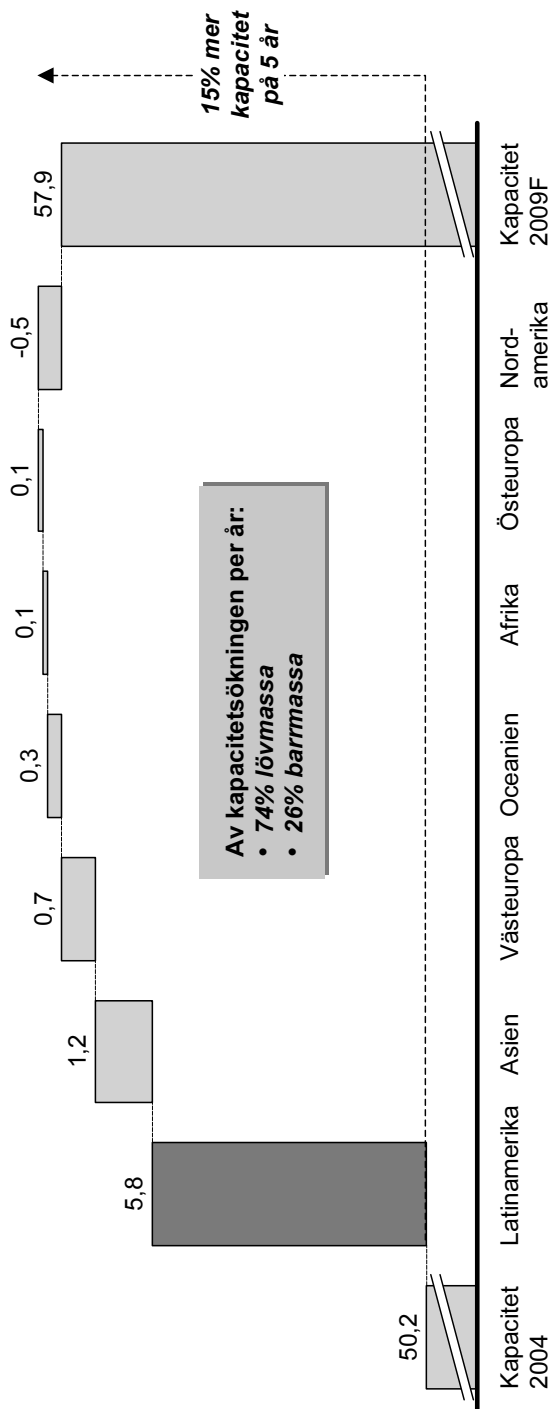 15% mer
kapacitet
på 5 år
50,2
5,8
1,2
0,7
0,3
0,1
0,1
-0,5
57,9
Av kapacitetsökningen per år:
• 74% lövmassa
• 26% barrmassa
Kapacitet
2004
Latinamerika
Asien
Västeuropa
Oceanien
Afrika
Östeuropa
Nord-
amerika
Kapacitet
2009F